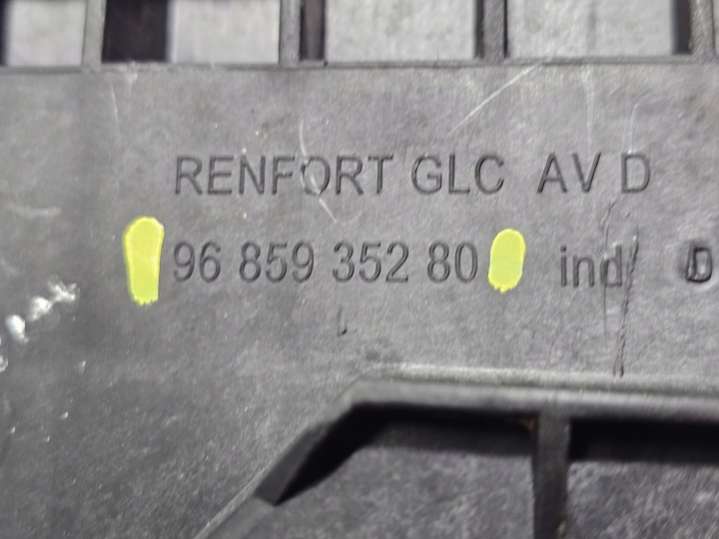 RENFORT GLC AV D
96 859 352 80 ind D